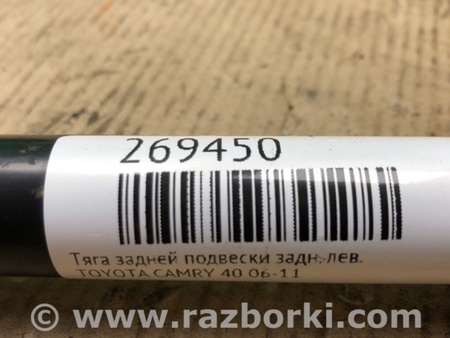 269450
Тяга задней подвески задн.лев.
TOYOTA CAMRY 40 06-11
© www.razborki.com